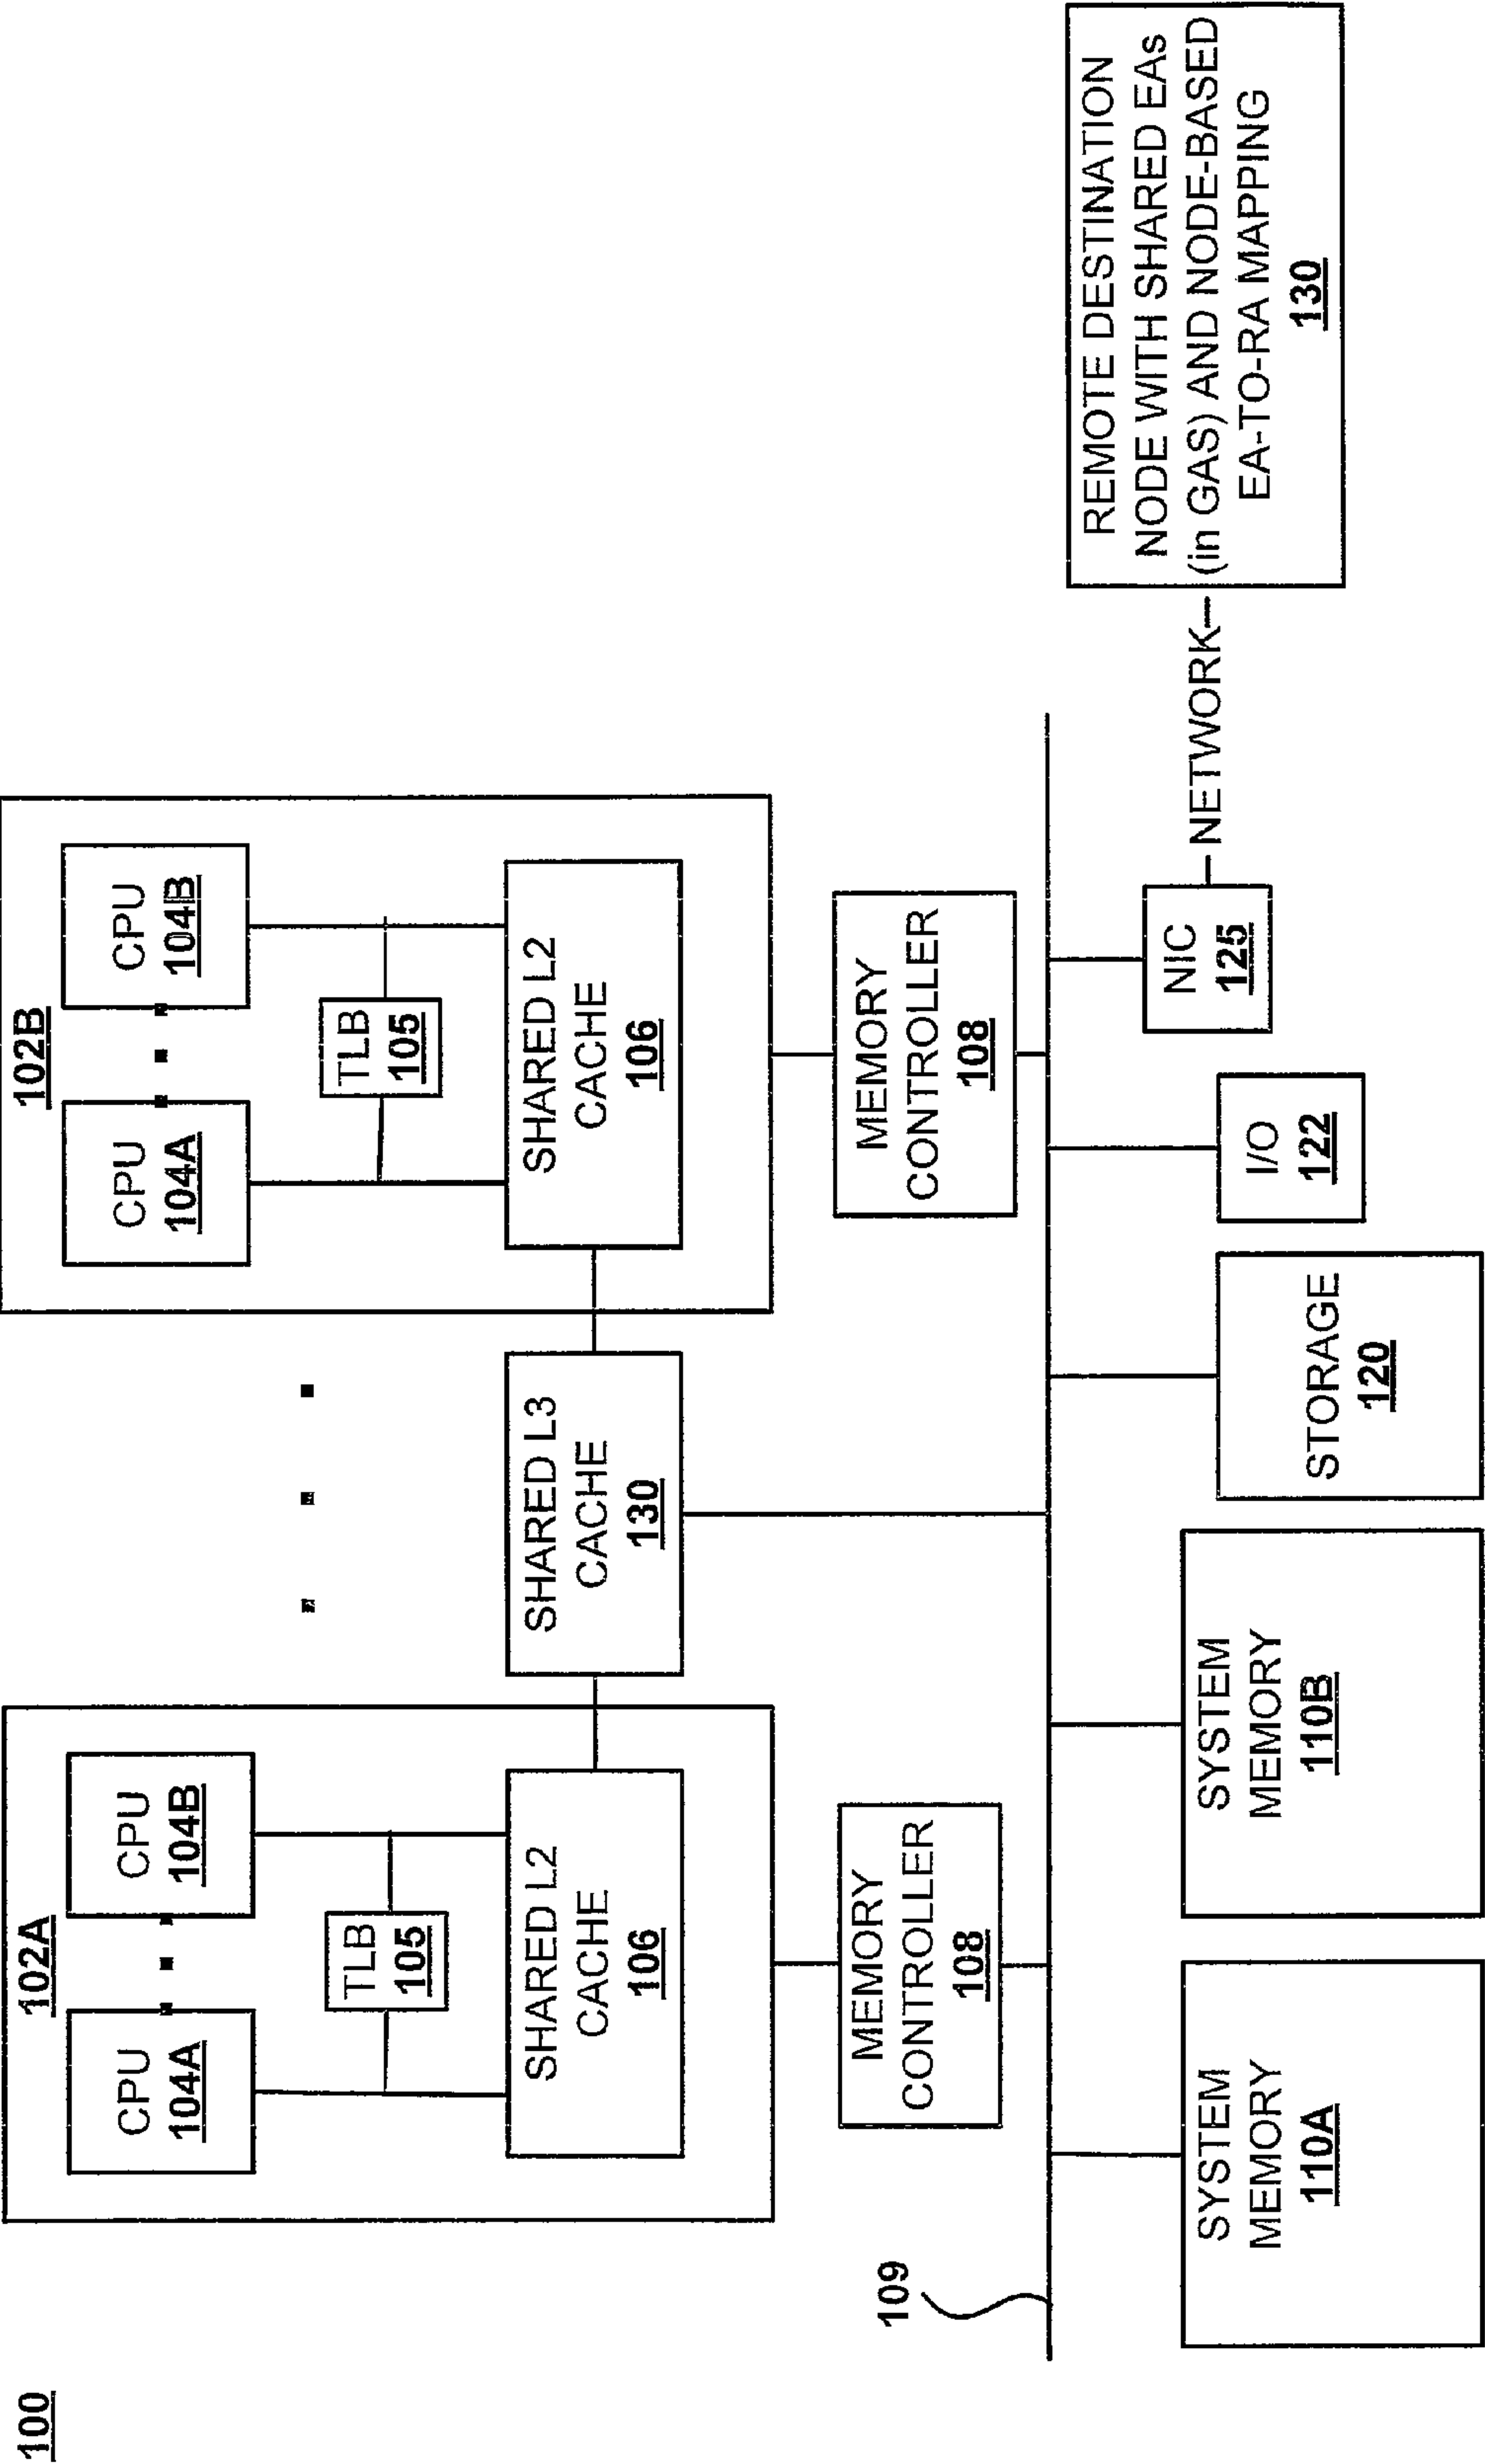 100
102A
CPU
104A
CPU
104B
TLB
105
SHARED L2
CACHE
106
SHARED L3
CACHE
130
102B
CPU
104A
CPU
104B
TLB
105
SHARED L2
CACHE
106
MEMORY
CONTROLLER
108
MEMORY
CONTROLLER
108
109
SYSTEM
MEMORY
110A
SYSTEM
MEMORY
110B
STORAGE
120
I/O
122
NIC
125
NETWORK
REMOTE DESTINATION
NODE WITH SHARED EAs
(in GAS) AND NODE-BASED
EA-TO-RA MAPPING
130